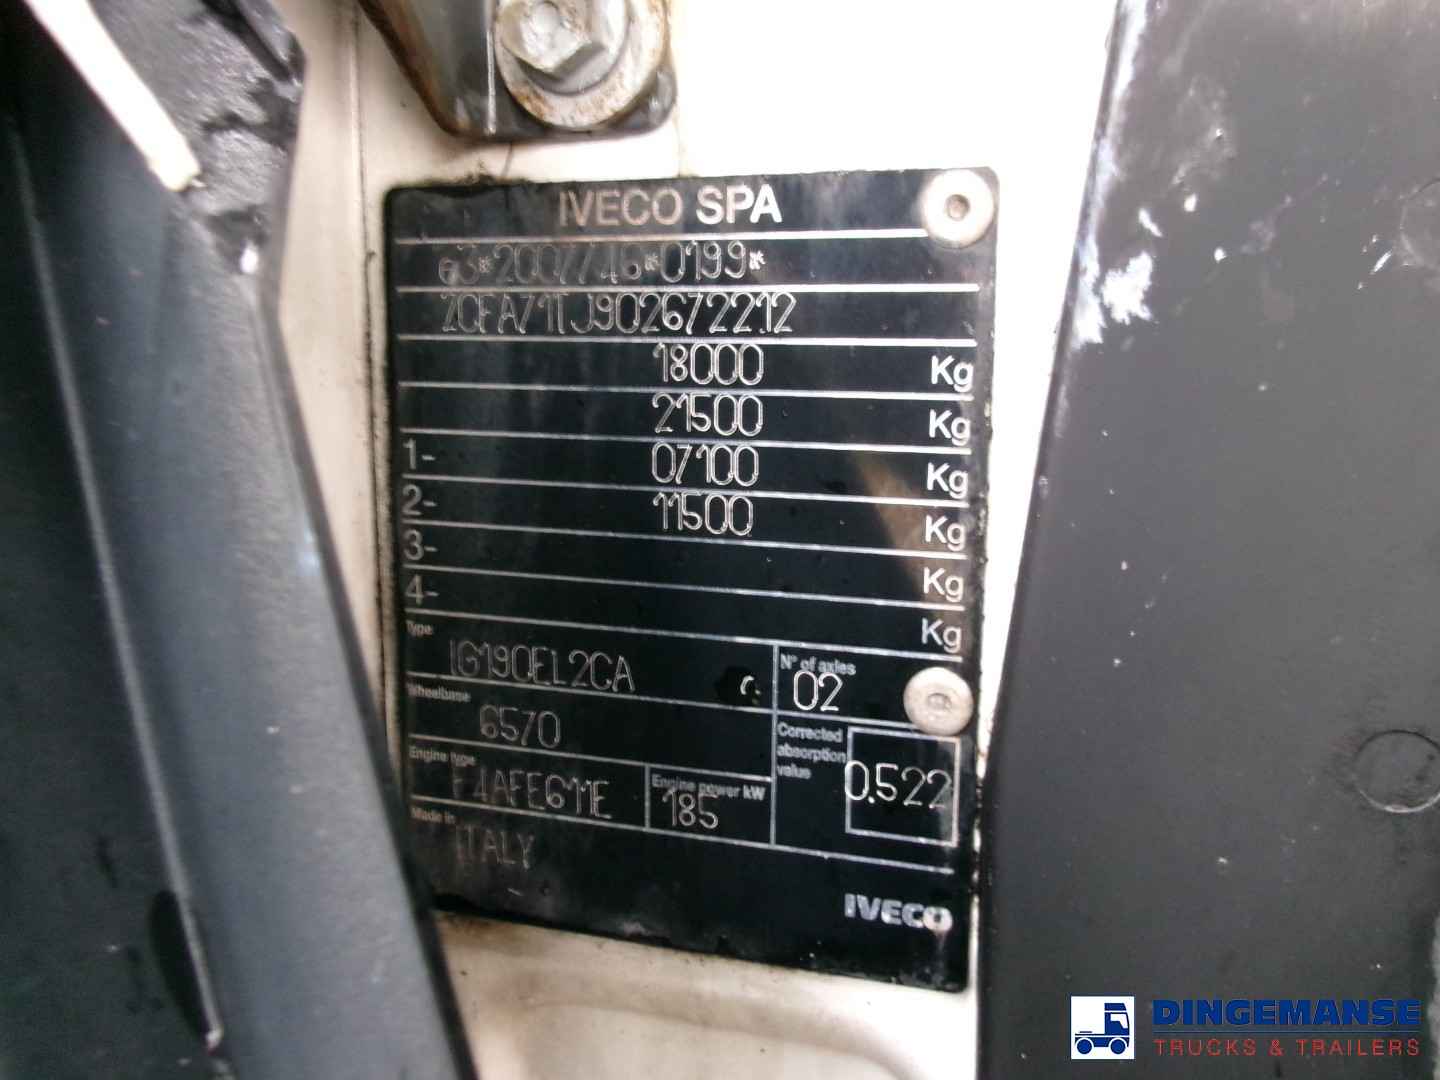 IVECO SPA
e3*2007/46*0199*
ZCFA71TJ902672212
18000 Kg
21500 Kg
1- 07100 Kg
2- 11500 Kg
3- Kg
4- Kg
Type
IG190EL2CA
N° of axles
02
Wheelbase
6570
Corrected
absorption
value
0.522
Engine type
F4AFE611E
Engine power kW
185
Made in
ITALY
IVECO
DINGEMANSE
TRUCKS & TRAILERS